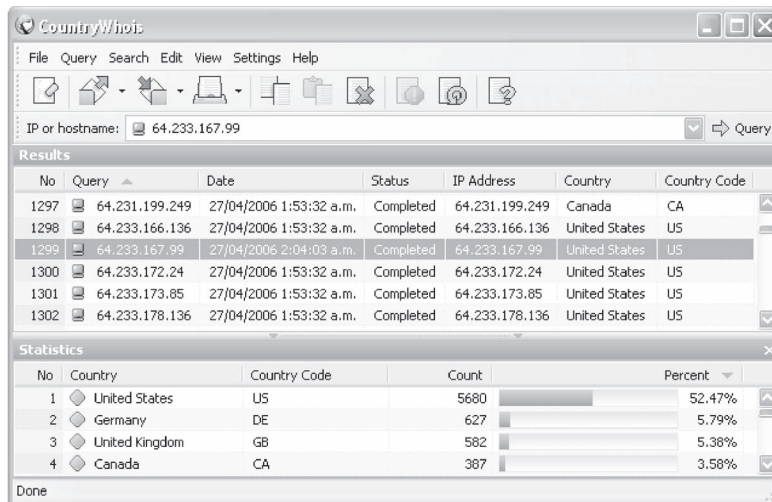 CountryWhois
File Query Search Edit View Settings Help
IP or hostname: 64.233.167.99 Query
Results
No Query Date Status IP Address Country Country Code
1297 64.231.199.249 27/04/2006 1:53:32 a.m. Completed 64.231.199.249 Canada CA
1298 64.233.166.136 27/04/2006 1:53:32 a.m. Completed 64.233.166.136 United States US
1299 64.233.167.99 27/04/2006 2:04:03 a.m. Completed 64.233.167.99 United States US
1300 64.233.172.24 27/04/2006 1:53:32 a.m. Completed 64.233.172.24 United States US
1301 64.233.173.85 27/04/2006 1:53:32 a.m. Completed 64.233.173.85 United States US
1302 64.233.178.136 27/04/2006 1:53:32 a.m. Completed 64.233.178.136 United States US
Statistics
No Country Country Code Count Percent
1 United States US 5680 52.47%
2 Germany DE 627 5.79%
3 United Kingdom GB 582 5.38%
4 Canada CA 387 3.58%
Done